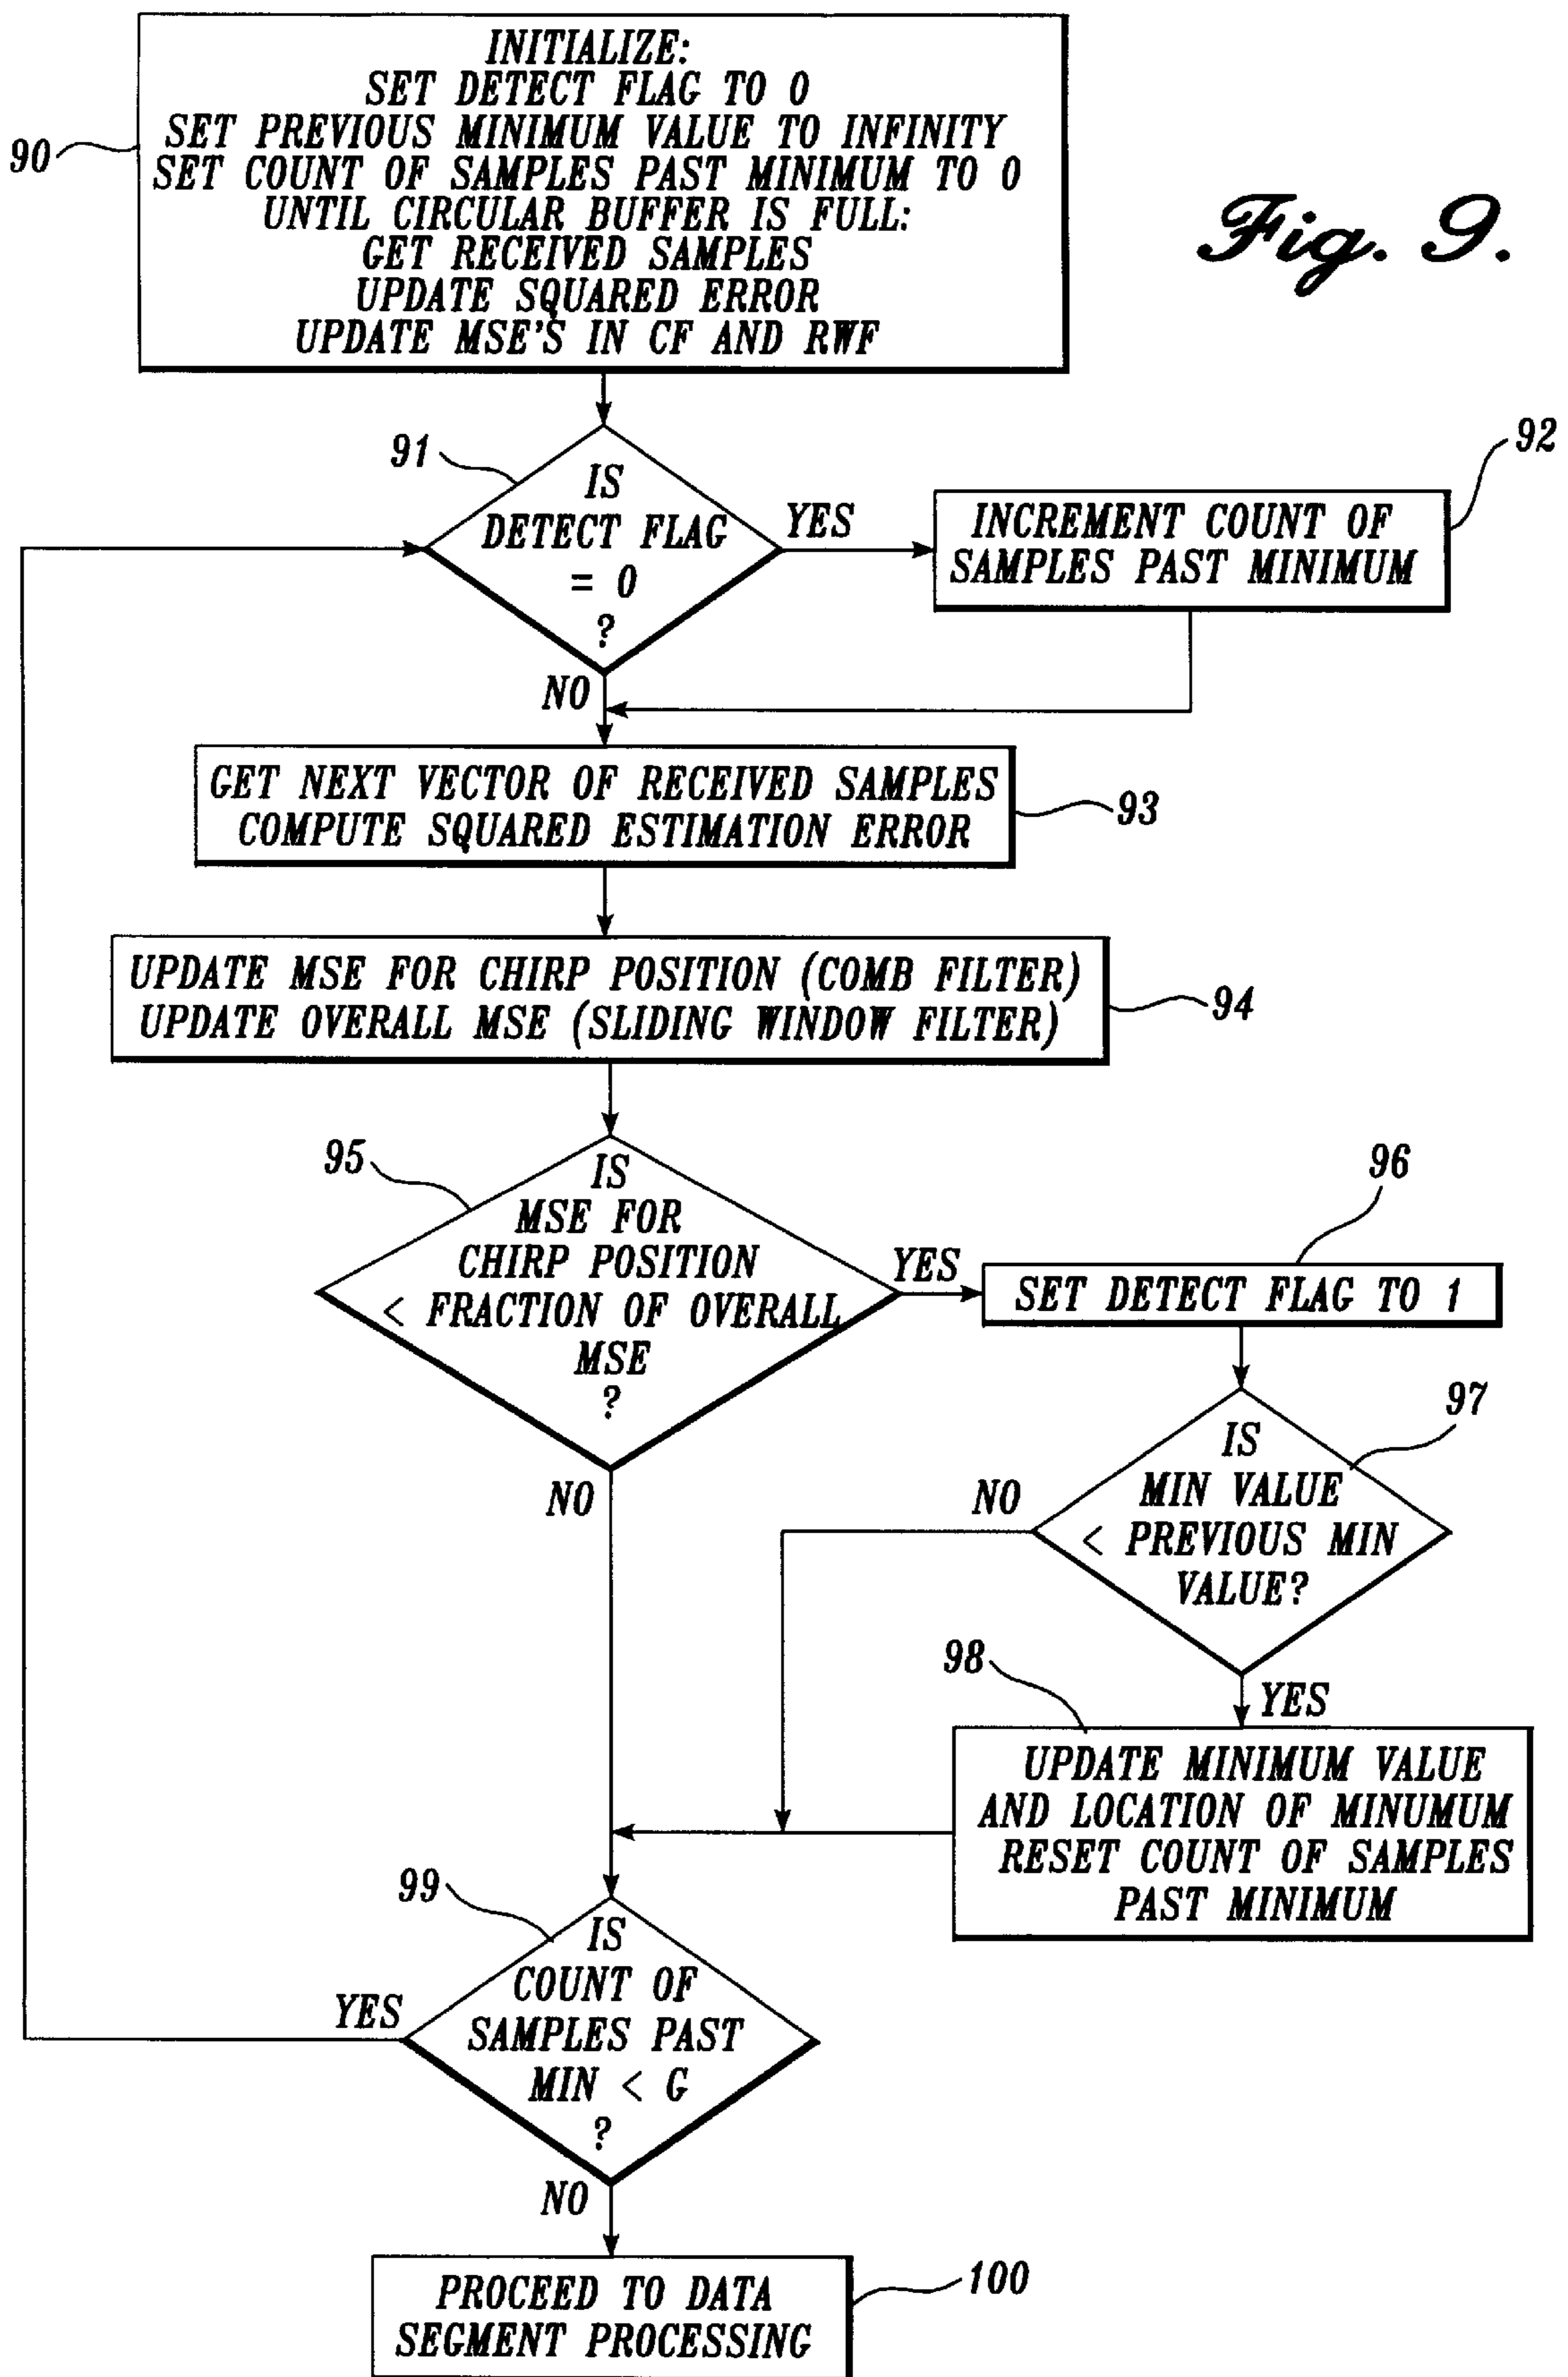 INITIALIZE:
SET DETECT FLAG TO 0
SET PREVIOUS MINIMUM VALUE TO INFINITY
SET COUNT OF SAMPLES PAST MINIMUM TO 0
UNTIL CIRCULAR BUFFER IS FULL:
GET RECEIVED SAMPLES
UPDATE SQUARED ERROR
UPDATE MSE'S IN CF AND RWF
90
Fig. 9.
91
IS
DETECT FLAG
= 0
?
YES
NO
92
INCREMENT COUNT OF
SAMPLES PAST MINIMUM
GET NEXT VECTOR OF RECEIVED SAMPLES
COMPUTE SQUARED ESTIMATION ERROR
93
UPDATE MSE FOR CHIRP POSITION (COMB FILTER)
UPDATE OVERALL MSE (SLIDING WINDOW FILTER)
94
95
IS
MSE FOR
CHIRP POSITION
< FRACTION OF OVERALL
MSE
?
YES
NO
96
SET DETECT FLAG TO 1
97
IS
MIN VALUE
< PREVIOUS MIN
VALUE?
NO
YES
98
UPDATE MINIMUM VALUE
AND LOCATION OF MINUMUM
RESET COUNT OF SAMPLES
PAST MINIMUM
99
IS
COUNT OF
SAMPLES PAST
MIN < G
?
YES
NO
PROCEED TO DATA
SEGMENT PROCESSING
100